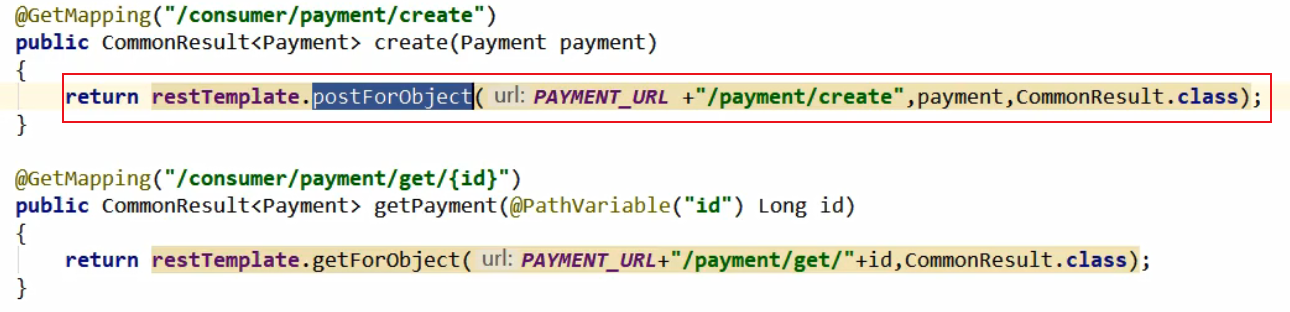 @GetMapping("/consumer/payment/create")
public CommonResult<Payment> create(Payment payment)
{
    return restTemplate.postForObject( url: PAYMENT_URL +"/payment/create",payment,CommonResult.class);
}
@GetMapping("/consumer/payment/get/{id}")
public CommonResult<Payment> getPayment(@PathVariable("id") Long id)
{
    return restTemplate.getForObject( url: PAYMENT_URL+"/payment/get/"+id,CommonResult.class);
}